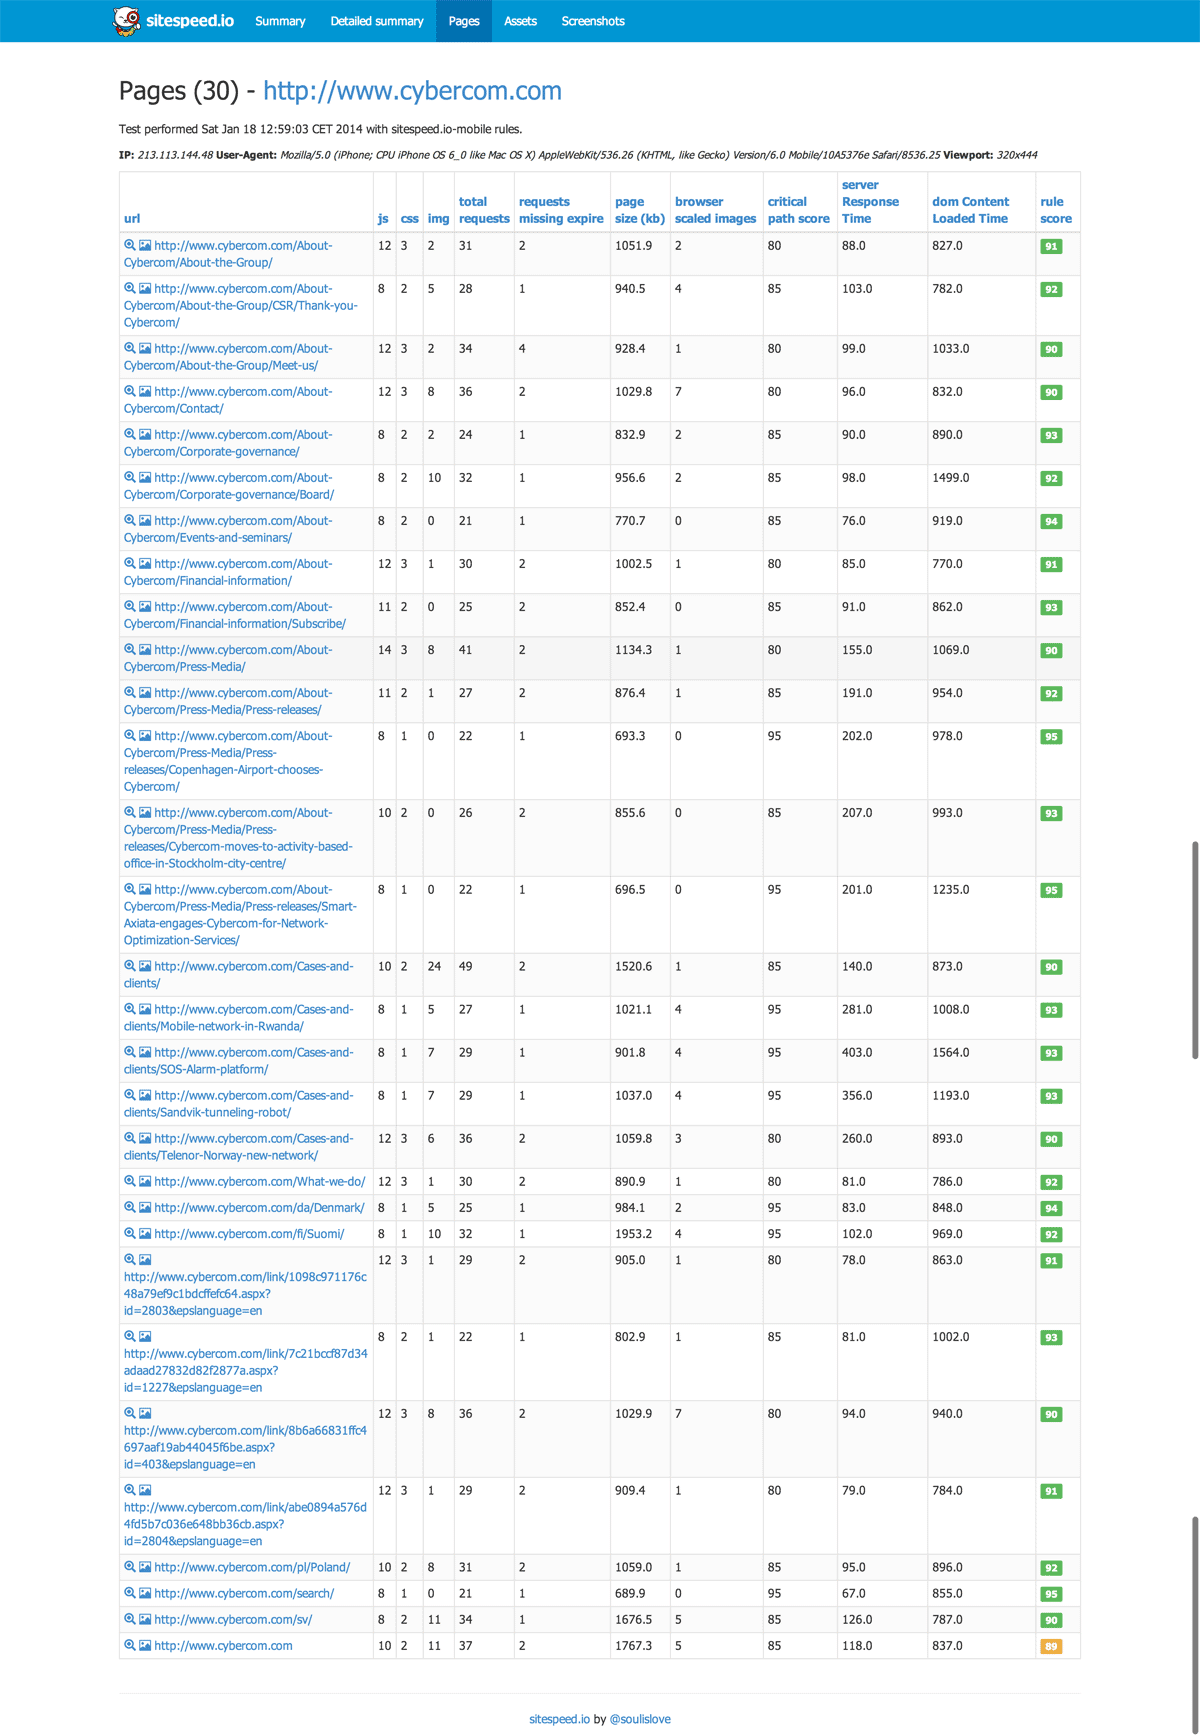 sitespeed.io Summary Detailed summary Pages Assets Screenshots
Pages (30) - http://www.cybercom.com
Test performed Sat Jan 18 12:59:03 CET 2014 with sitespeed.io-mobile rules.
IP: 213.113.144.48 User-Agent: Mozilla/5.0 (iPhone; CPU iPhone OS 6_0 like Mac OS X) AppleWebKit/536.26 (KHTML, like Gecko) Version/6.0 Mobile/10A5376e Safari/8536.25 Viewport: 320x444
server
total requests page browser critical Response dom Content rule
url js css img requests missing expire size (kb) scaled images path score Time Loaded Time score
http://www.cybercom.com/About- 12 3 2 31 2 1051.9 2 80 88.0 827.0 91
Cybercom/About-the-Group/
http://www.cybercom.com/About- 8 2 5 28 1 940.5 4 85 103.0 782.0 92
Cybercom/About-the-Group/CSR/Thank-you-
Cybercom/
http://www.cybercom.com/About- 12 3 2 34 4 928.4 1 80 99.0 1033.0 90
Cybercom/About-the-Group/Meet-us/
http://www.cybercom.com/About- 12 3 8 36 2 1029.8 7 80 96.0 832.0 90
Cybercom/Contact/
http://www.cybercom.com/About- 8 2 2 24 1 832.9 2 85 90.0 890.0 93
Cybercom/Corporate-governance/
http://www.cybercom.com/About- 8 2 10 32 1 956.6 2 85 98.0 1499.0 92
Cybercom/Corporate-governance/Board/
http://www.cybercom.com/About- 8 2 0 21 1 770.7 0 85 76.0 919.0 94
Cybercom/Events-and-seminars/
http://www.cybercom.com/About- 12 3 1 30 2 1002.5 1 80 85.0 770.0 91
Cybercom/Financial-information/
http://www.cybercom.com/About- 11 2 0 25 2 852.4 0 85 91.0 862.0 93
Cybercom/Financial-information/Subscribe/
http://www.cybercom.com/About- 14 3 8 41 2 1134.3 1 80 155.0 1069.0 90
Cybercom/Press-Media/
http://www.cybercom.com/About- 11 2 1 27 2 876.4 1 85 191.0 954.0 92
Cybercom/Press-Media/Press-releases/
http://www.cybercom.com/About- 8 1 0 22 1 693.3 0 95 202.0 978.0 95
Cybercom/Press-Media/Press-
releases/Copenhagen-Airport-chooses-
Cybercom/
http://www.cybercom.com/About- 10 2 0 26 2 855.6 0 85 207.0 993.0 93
Cybercom/Press-Media/Press-
releases/Cybercom-moves-to-activity-based-
office-in-Stockholm-city-centre/
http://www.cybercom.com/About- 8 1 0 22 1 696.5 0 95 201.0 1235.0 95
Cybercom/Press-Media/Press-releases/Smart-
Axiata-engages-Cybercom-for-Network-
Optimization-Services/
http://www.cybercom.com/Cases-and- 10 2 24 49 2 1520.6 1 85 140.0 873.0 90
clients/
http://www.cybercom.com/Cases-and- 8 1 5 27 1 1021.1 4 95 281.0 1008.0 93
clients/Mobile-network-in-Rwanda/
http://www.cybercom.com/Cases-and- 8 1 7 29 1 901.8 4 95 403.0 1564.0 93
clients/SOS-Alarm-platform/
http://www.cybercom.com/Cases-and- 8 1 7 29 1 1037.0 4 95 356.0 1193.0 93
clients/Sandvik-tunneling-robot/
http://www.cybercom.com/Cases-and- 12 3 6 36 2 1059.8 3 80 260.0 893.0 90
clients/Telenor-Norway-new-network/
http://www.cybercom.com/What-we-do/ 12 3 1 30 2 890.9 1 80 81.0 786.0 92
http://www.cybercom.com/da/Denmark/ 8 1 5 25 1 984.1 2 95 83.0 848.0 94
http://www.cybercom.com/fi/Suomi/ 8 1 10 32 1 1953.2 4 95 102.0 969.0 92
12 3 1 29 2 905.0 1 80 78.0 863.0 91
http://www.cybercom.com/link/1098c971176c
48a79ef9c1bdcffefc64.aspx?
id=2803&epslanguage=en
8 2 1 22 1 802.9 1 85 81.0 1002.0 93
http://www.cybercom.com/link/7c21bccf87d34
adaad27832d82f2877a.aspx?
id=1227&epslanguage=en
12 3 8 36 2 1029.9 7 80 94.0 940.0 90
http://www.cybercom.com/link/8b6a66831ffc4
697aaf19ab44045f6be.aspx?
id=403&epslanguage=en
12 3 1 29 2 909.4 1 80 79.0 784.0 91
http://www.cybercom.com/link/abe0894a576d
4fd5b7c036e648bb36cb.aspx?
id=2804&epslanguage=en
http://www.cybercom.com/pl/Poland/ 10 2 8 31 2 1059.0 1 85 95.0 896.0 92
http://www.cybercom.com/search/ 8 1 0 21 1 689.9 0 95 67.0 855.0 95
http://www.cybercom.com/sv/ 8 2 11 34 1 1676.5 5 85 126.0 787.0 90
http://www.cybercom.com 10 2 11 37 2 1767.3 5 85 118.0 837.0 89
sitespeed.io by @soulislove